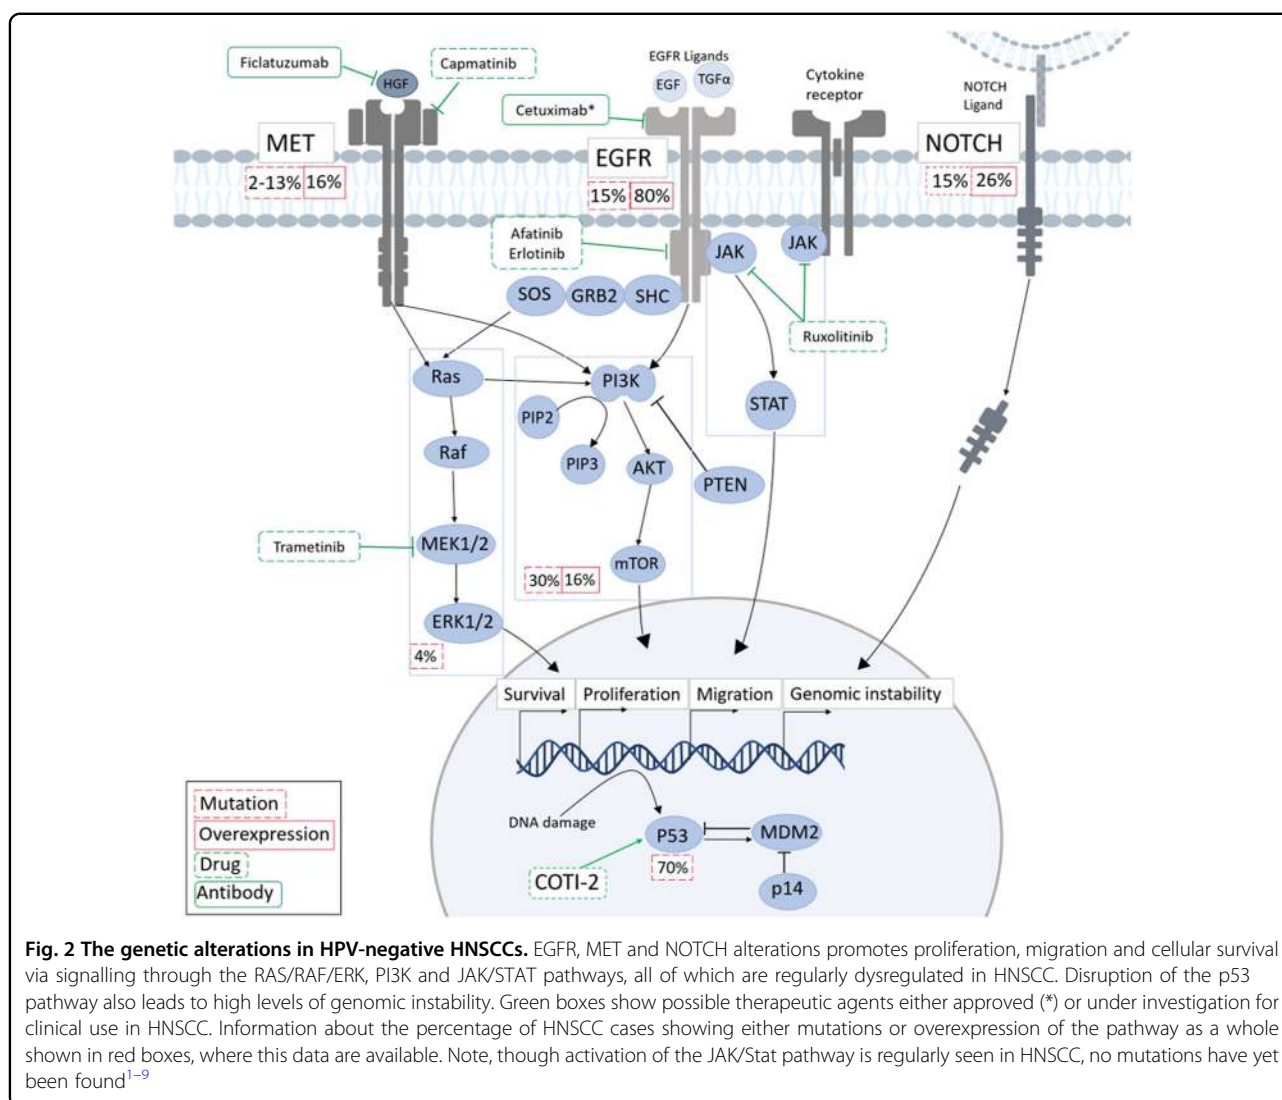 Ficlatuzumab
HGF
Capmatinib
EGFR Ligands
EGF
TGFα
Cytokine
receptor
NOTCH
Ligand
Cetuximab*
MET
2-13% 16%
EGFR
15% 80%
NOTCH
15% 26%
Afatinib
Erlotinib
JAK
JAK
SOS
GRB2
SHC
Ruxolitinib
Ras
PI3K
PIP2
STAT
Raf
PIP3
AKT
PTEN
Trametinib
MEK1/2
mTOR
30% 16%
ERK1/2
4%
Survival
Proliferation
Migration
Genomic instability
DNA damage
P53
MDM2
70%
COTI-2
p14
Mutation
Overexpression
Drug
Antibody
Fig. 2 The genetic alterations in HPV-negative HNSCCs. EGFR, MET and NOTCH alterations promotes proliferation, migration and cellular survival
via signalling through the RAS/RAF/ERK, PI3K and JAK/STAT pathways, all of which are regularly dysregulated in HNSCC. Disruption of the p53
pathway also leads to high levels of genomic instability. Green boxes show possible therapeutic agents either approved (*) or under investigation for
clinical use in HNSCC. Information about the percentage of HNSCC cases showing either mutations or overexpression of the pathway as a whole
shown in red boxes, where this data are available. Note, though activation of the JAK/Stat pathway is regularly seen in HNSCC, no mutations have yet
been found1–9